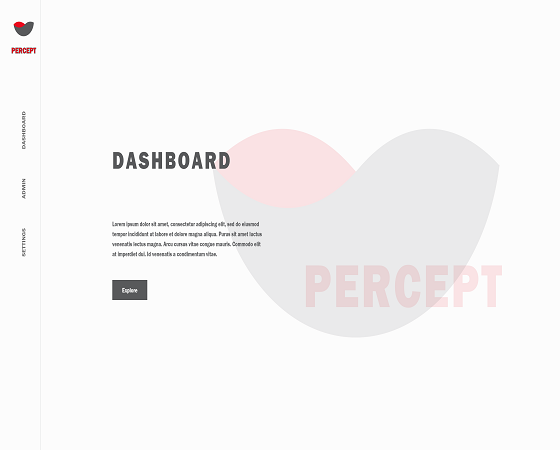 PERCEPT
DASHBOARD
ADMIN
SETTINGS
DASHBOARD
Lorem ipsum dolor sit amet, consectetur adipiscing elit, sed do eiusmod
tempor incididunt ut labore et dolore magna aliqua. Purus sit amet luctus
venenatis lectus magna. Arcu cursus vitae congue mauris. Commodo elit
at imperdiet dui. Id venenatis a condimentum vitae.
Explore
PERCEPT